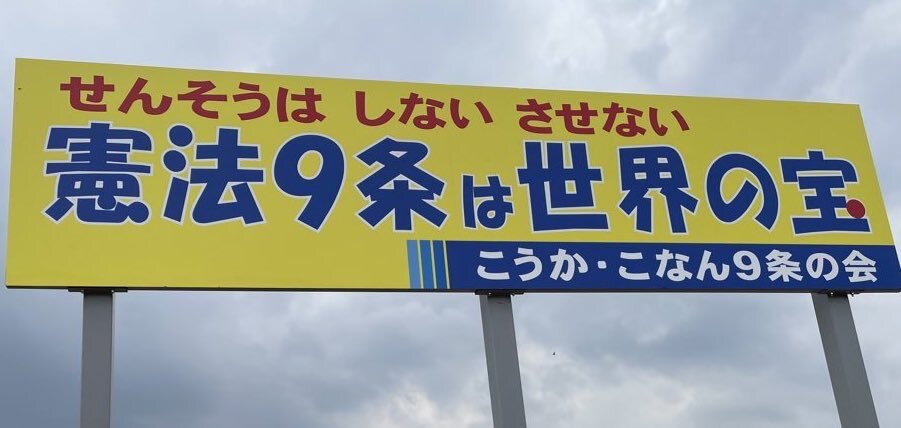 せんそうは しない させない
憲法9条は世界の宝
こうか・こなん9条の会